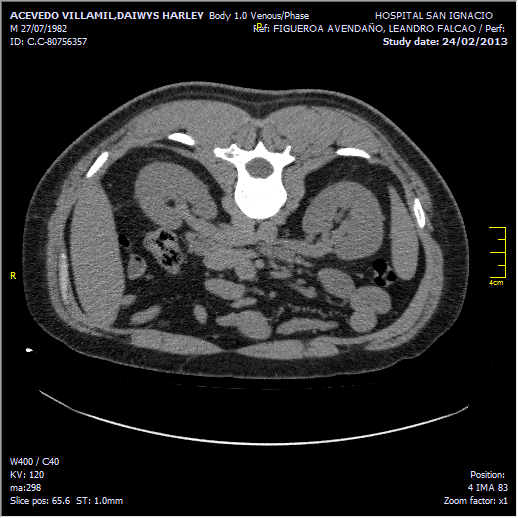 ACEVEDO VILLAMIL,DAIWYS HARLEY Body 1.0 Venous/Phase
HOSPITAL SAN IGNACIO
M 27/07/1982
Ref: FIGUEROA AVENDAÑO, LEANDRO FALCAO / Perf:
ID: C.C-80756357
Study date: 24/02/2013
R
4cm
W400 / C40
KV: 120
Position:
ma:298
4 IMA 83
Slice pos: 65.6 ST: 1.0mm
Zoom factor: x1